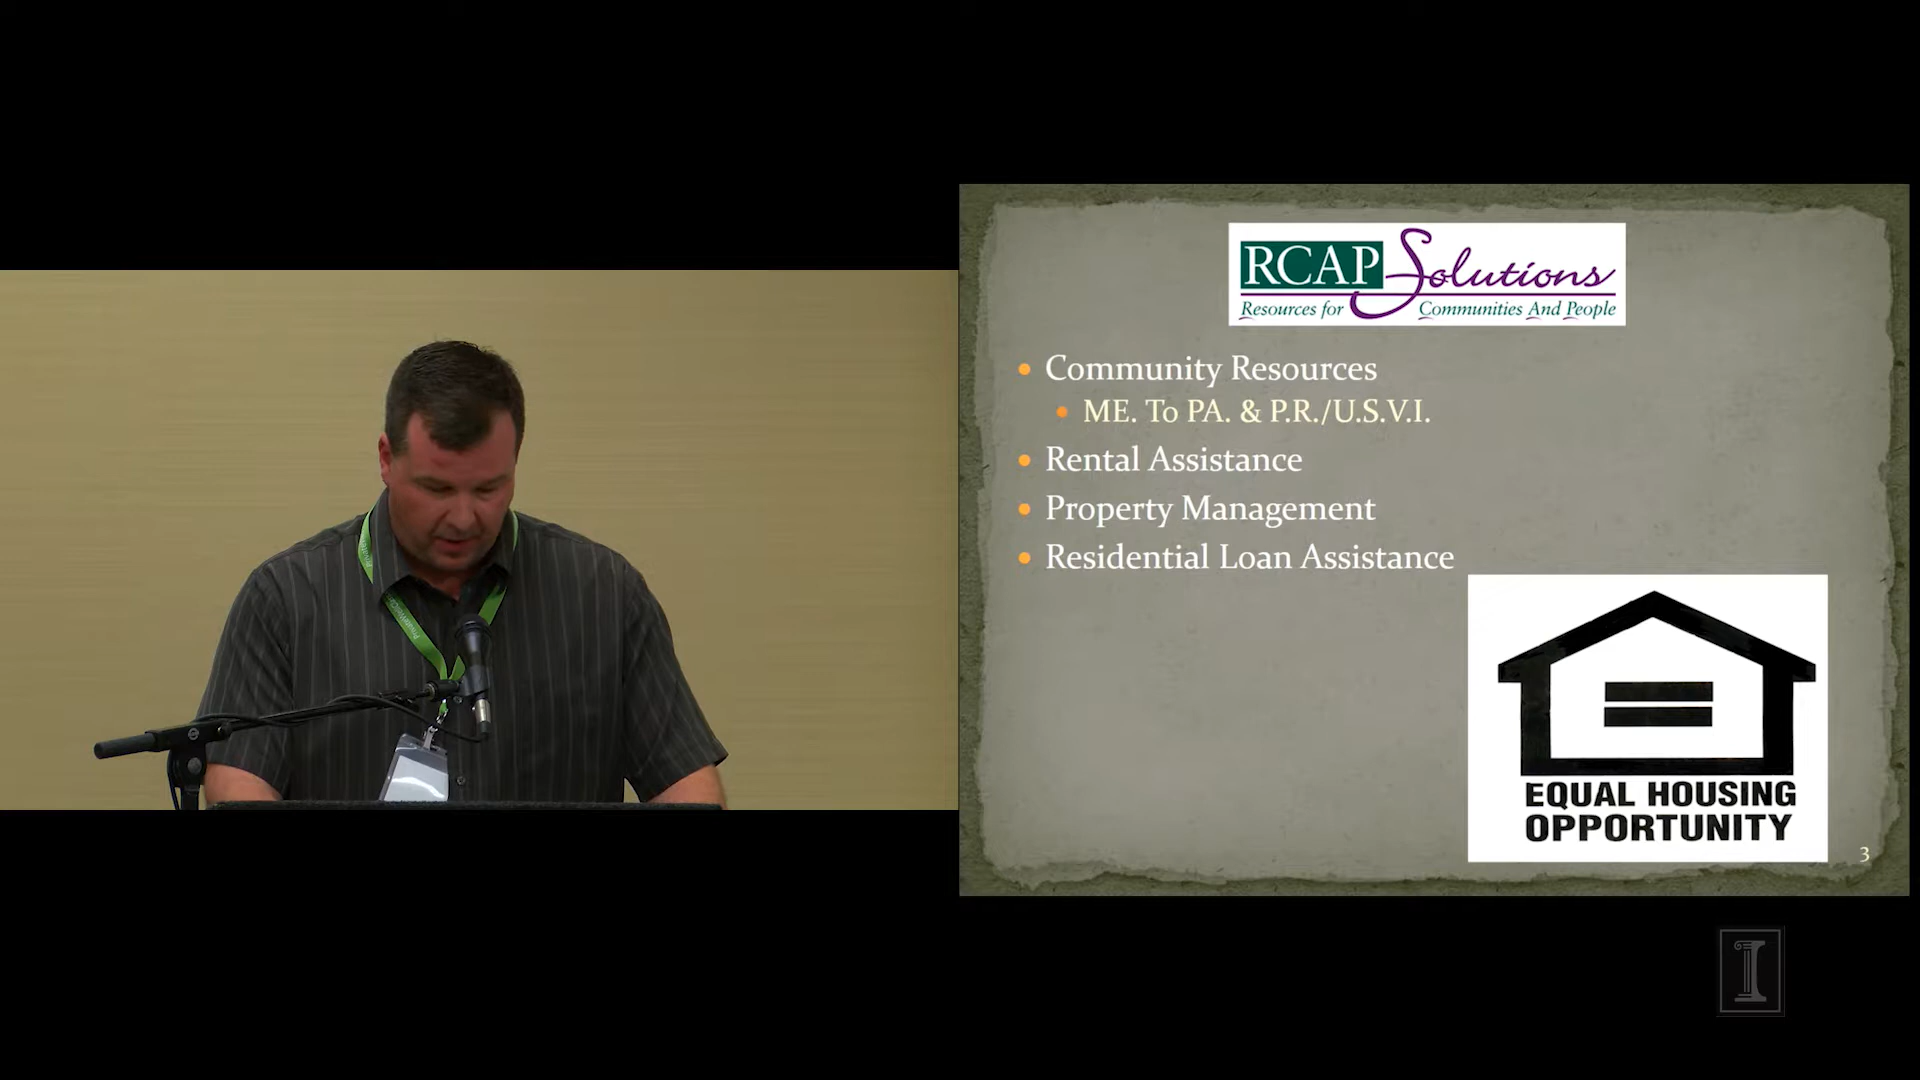 RCAP Solutions
Resources for Communities And People
Community Resources
ME. To PA. & P.R./U.S.V.I.
Rental Assistance
Property Management
Residential Loan Assistance
EQUAL HOUSING
OPPORTUNITY
3